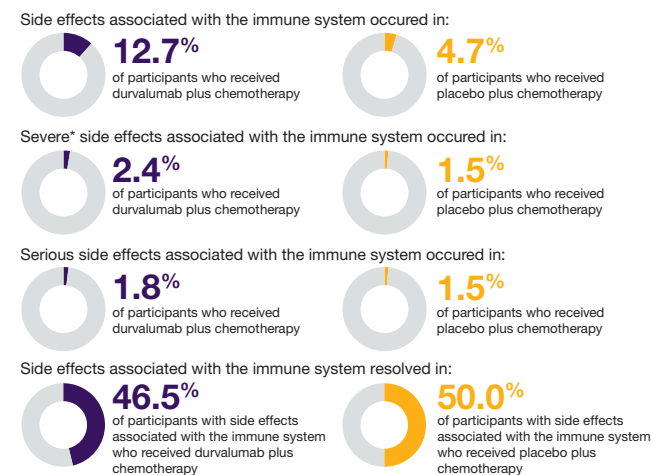 Side effects associated with the immune system occured in:
12.7%
of participants who received
durvalumab plus chemotherapy
4.7%
of participants who received
placebo plus chemotherapy
Severe* side effects associated with the immune system occured in:
2.4%
of participants who received
durvalumab plus chemotherapy
1.5%
of participants who received
placebo plus chemotherapy
Serious side effects associated with the immune system occured in:
1.8%
of participants who received
durvalumab plus chemotherapy
1.5%
of participants who received
placebo plus chemotherapy
Side effects associated with the immune system resolved in:
46.5%
of participants with side effects
associated with the immune system
who received durvalumab plus
chemotherapy
50.0%
of participants with side effects
associated with the immune system
who received placebo plus
chemotherapy